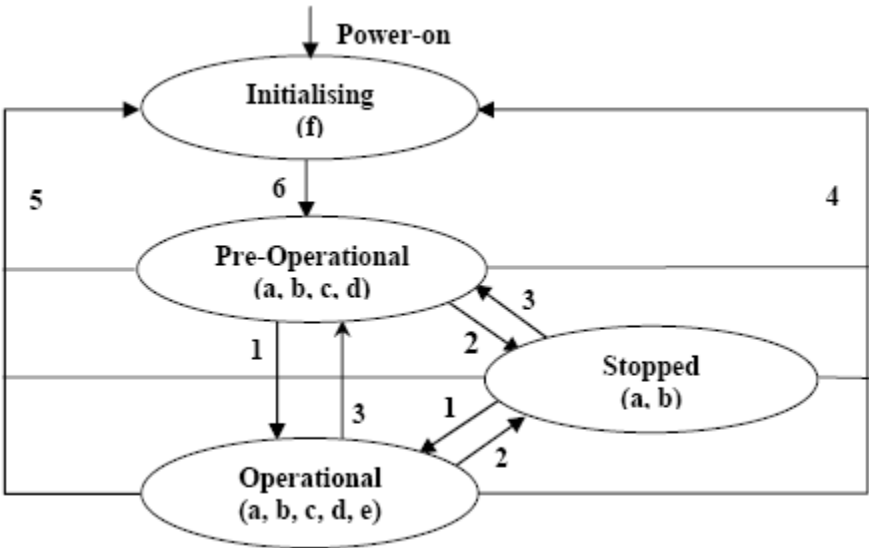 Power-on
Initialising
(f)
6
5
4
Pre-Operational
(a, b, c, d)
3
2
1
Stopped
(a, b)
1
3
2
Operational
(a, b, c, d, e)